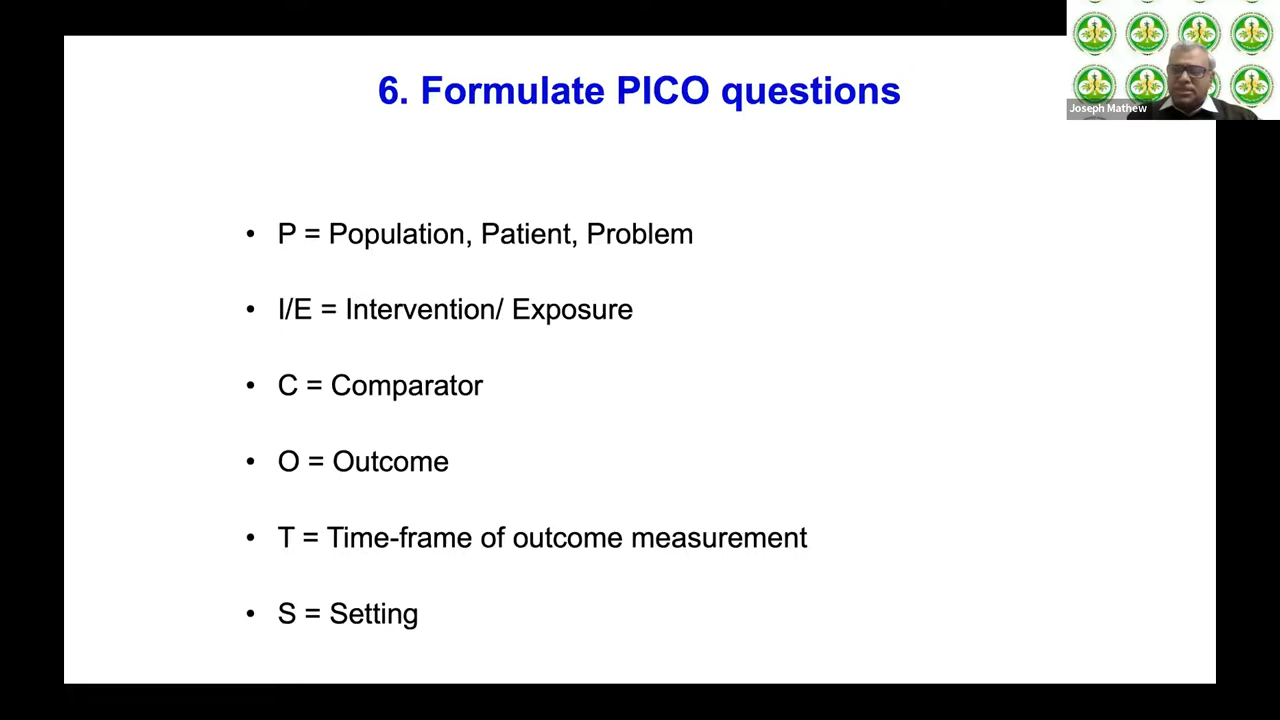 6. Formulate PICO questions
Joseph Mathew
• P = Population, Patient, Problem
• I/E = Intervention/ Exposure
• C = Comparator
• O = Outcome
• T = Time-frame of outcome measurement
• S = Setting